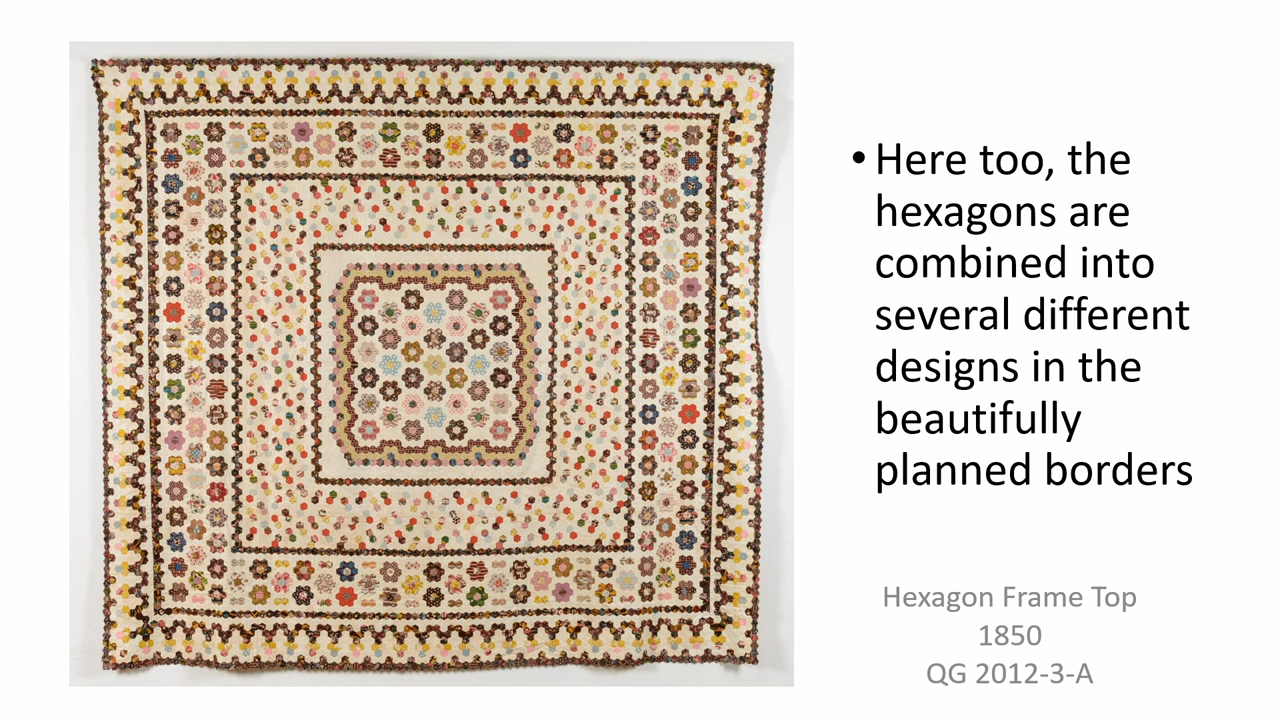 • Here too, the
hexagons are
combined into
several different
designs in the
beautifully
planned borders
Hexagon Frame Top
1850
QG 2012-3-A